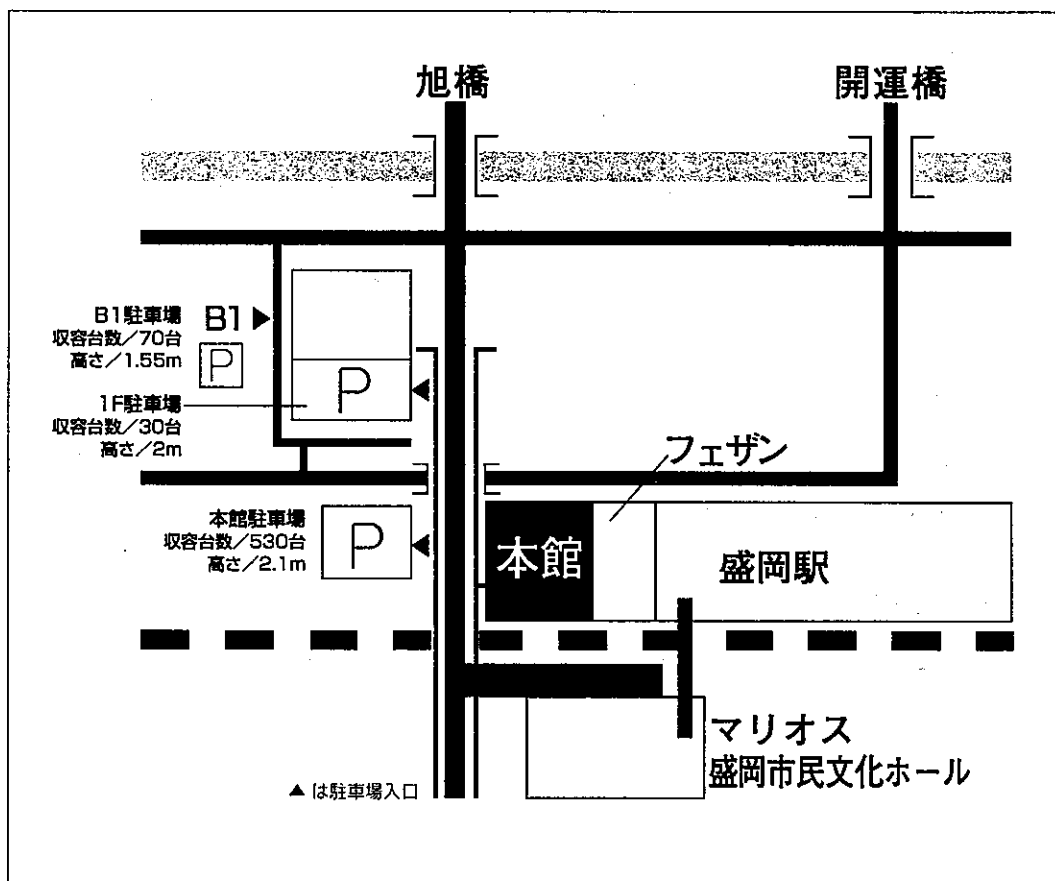 旭橋
開運橋
B1駐車場
収容台数/70台
高さ/1.55m
B1 ▶
P
1F駐車場
収容台数/30台
高さ/2m
P
フェザン
本館駐車場
収容台数/530台
高さ/2.1m
P
本館
盛岡駅
マリオス
盛岡市民文化ホール
▲は駐車場入口